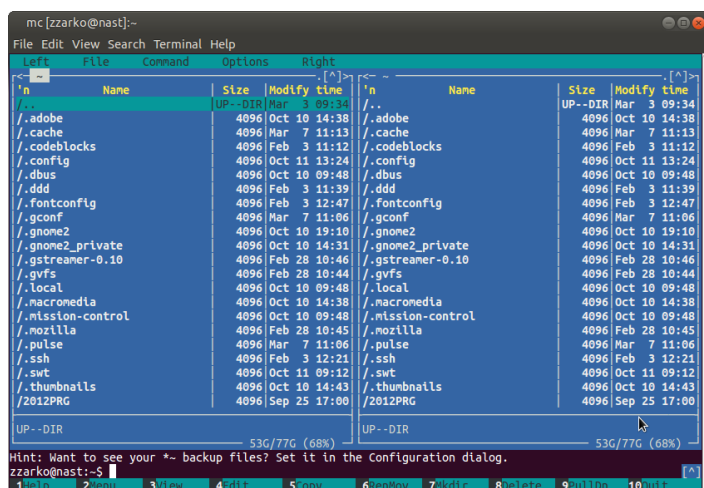 mc [zzarko@nast]:~
File Edit View Search Terminal Help
Left File Command Options Right
┌<─ ~ ─.[^]>┐┌<─ ~ ─.[^]>┐
'n Name │ Size │Modify time││'n Name │ Size │Modify time
/.. │UP--DIR│Mar 3 09:34││/.. │UP--DIR│Mar 3 09:34
/.adobe │ 4096│Oct 10 14:38││/.adobe │ 4096│Oct 10 14:38
/.cache │ 4096│Mar 7 11:13││/.cache │ 4096│Mar 7 11:13
/.codeblocks │ 4096│Feb 3 11:12││/.codeblocks │ 4096│Feb 3 11:12
/.config │ 4096│Oct 11 13:24││/.config │ 4096│Oct 11 13:24
/.dbus │ 4096│Oct 10 09:48││/.dbus │ 4096│Oct 10 09:48
/.ddd │ 4096│Feb 3 11:39││/.ddd │ 4096│Feb 3 11:39
/.fontconfig │ 4096│Feb 3 12:47││/.fontconfig │ 4096│Feb 3 12:47
/.gconf │ 4096│Mar 7 11:06││/.gconf │ 4096│Mar 7 11:06
/.gnome2 │ 4096│Oct 10 19:10││/.gnome2 │ 4096│Oct 10 19:10
/.gnome2_private │ 4096│Oct 10 14:31││/.gnome2_private │ 4096│Oct 10 14:31
/.gstreamer-0.10 │ 4096│Feb 28 10:46││/.gstreamer-0.10 │ 4096│Feb 28 10:46
/.gvfs │ 4096│Feb 28 10:44││/.gvfs │ 4096│Feb 28 10:44
/.local │ 4096│Oct 10 09:48││/.local │ 4096│Oct 10 09:48
/.macromedia │ 4096│Oct 10 14:38││/.macromedia │ 4096│Oct 10 14:38
/.mission-control │ 4096│Oct 10 09:48││/.mission-control │ 4096│Oct 10 09:48
/.mozilla │ 4096│Feb 28 10:45││/.mozilla │ 4096│Feb 28 10:45
/.pulse │ 4096│Mar 7 11:06││/.pulse │ 4096│Mar 7 11:06
/.ssh │ 4096│Feb 3 12:21││/.ssh │ 4096│Feb 3 12:21
/.swt │ 4096│Oct 11 09:12││/.swt │ 4096│Oct 11 09:12
/.thumbnails │ 4096│Oct 10 14:43││/.thumbnails │ 4096│Oct 10 14:43
/2012PRG │ 4096│Sep 25 17:00││/2012PRG │ 4096│Sep 25 17:00
UP--DIR UP--DIR
53G/77G (68%) 53G/77G (68%)
Hint: Want to see your *~ backup files? Set it in the Configuration dialog.
zzarko@nast:~$ [^]
1Help 2Menu 3View 4Edit 5Copy 6RenMov 7Mkdir 8Delete 9PullDn 10Quit